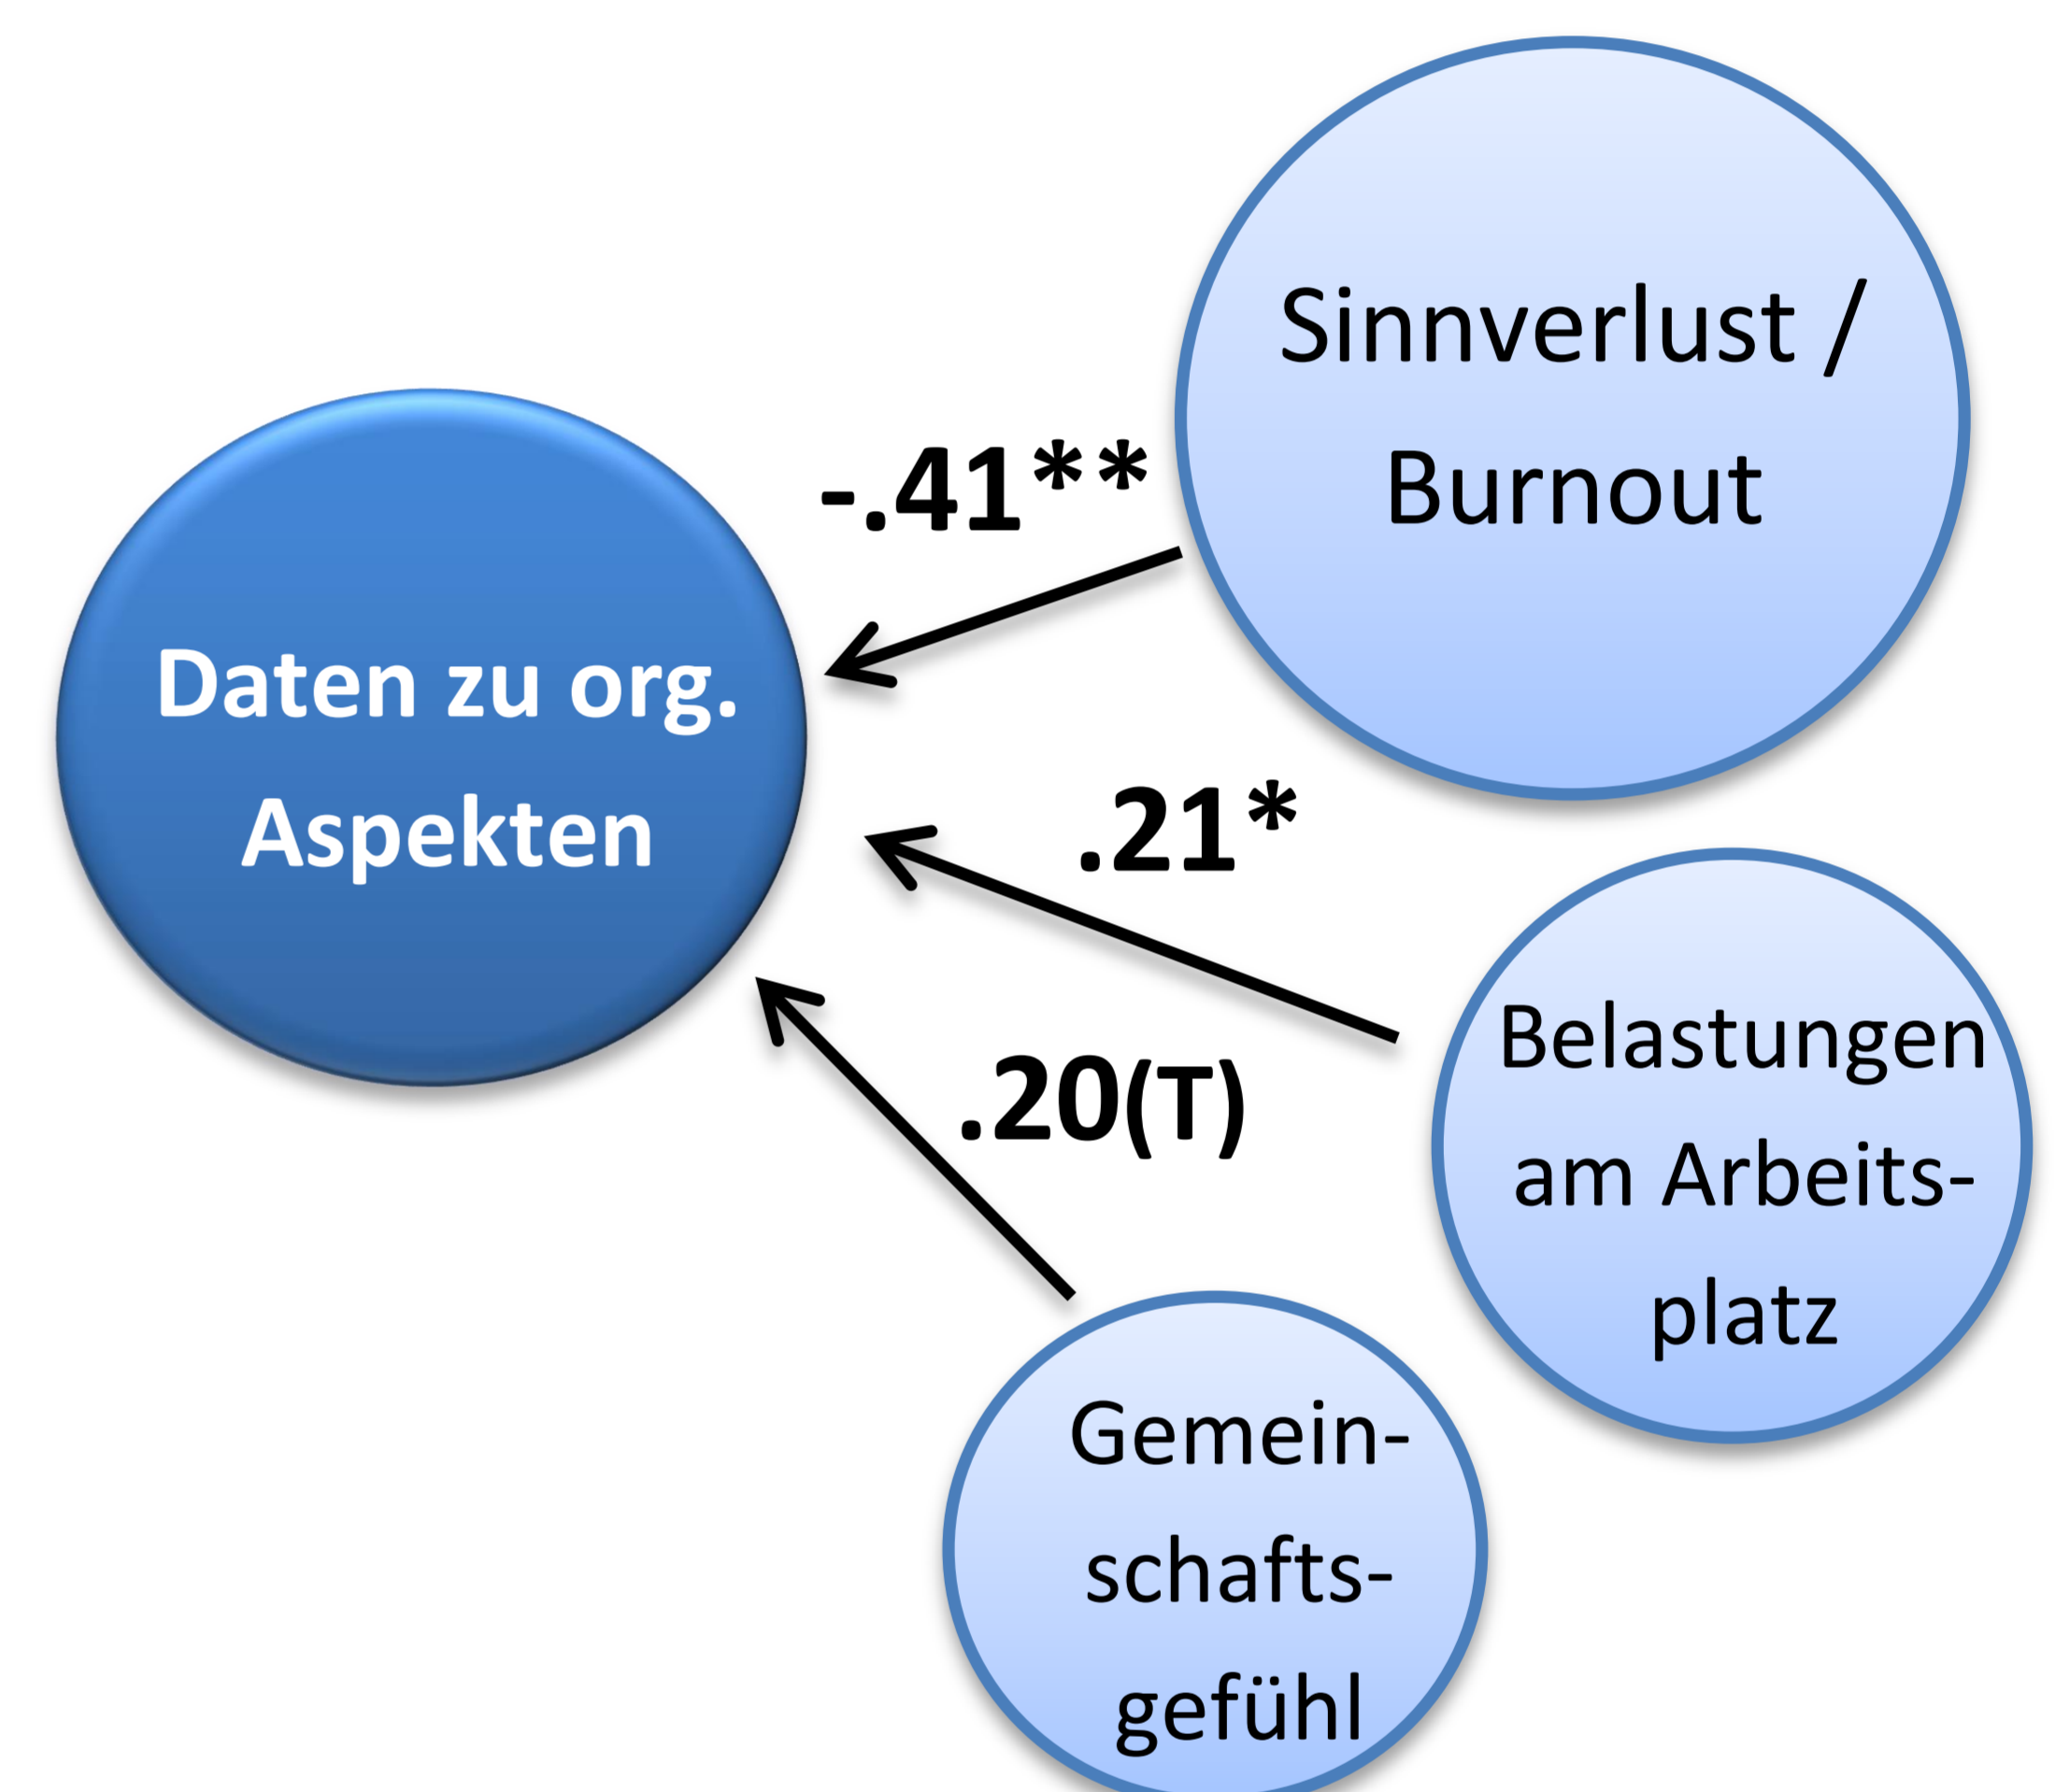 Sinnverlust /
Burnout
-.41**
Daten zu org.
Aspekten
.21*
Belastungen
am Arbeits-
platz
.20(T)
Gemein-
schafts-
gefühl